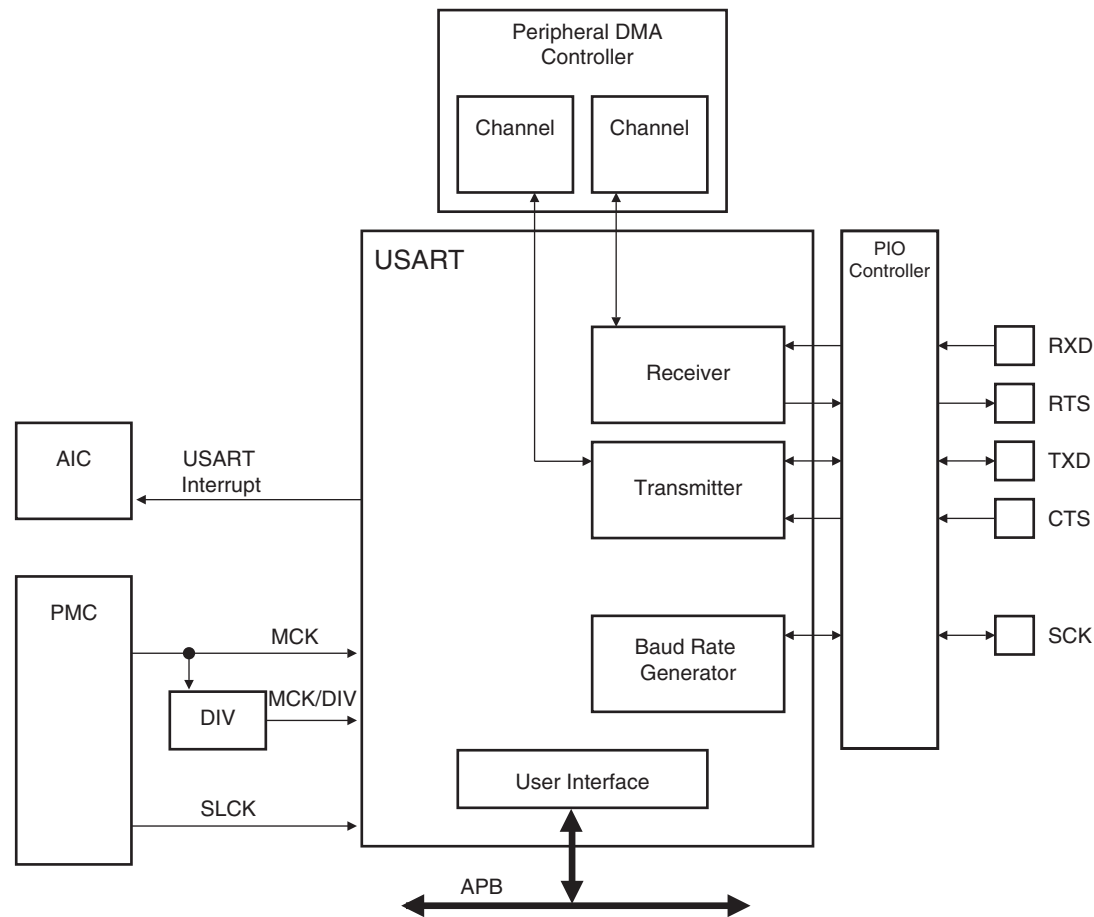 Peripheral DMA
Controller
Channel
Channel
USART
PIO
Controller
Receiver
RXD
RTS
AIC
USART
Interrupt
Transmitter
TXD
CTS
PMC
MCK
Baud Rate
Generator
SCK
MCK/DIV
DIV
User Interface
SLCK
APB